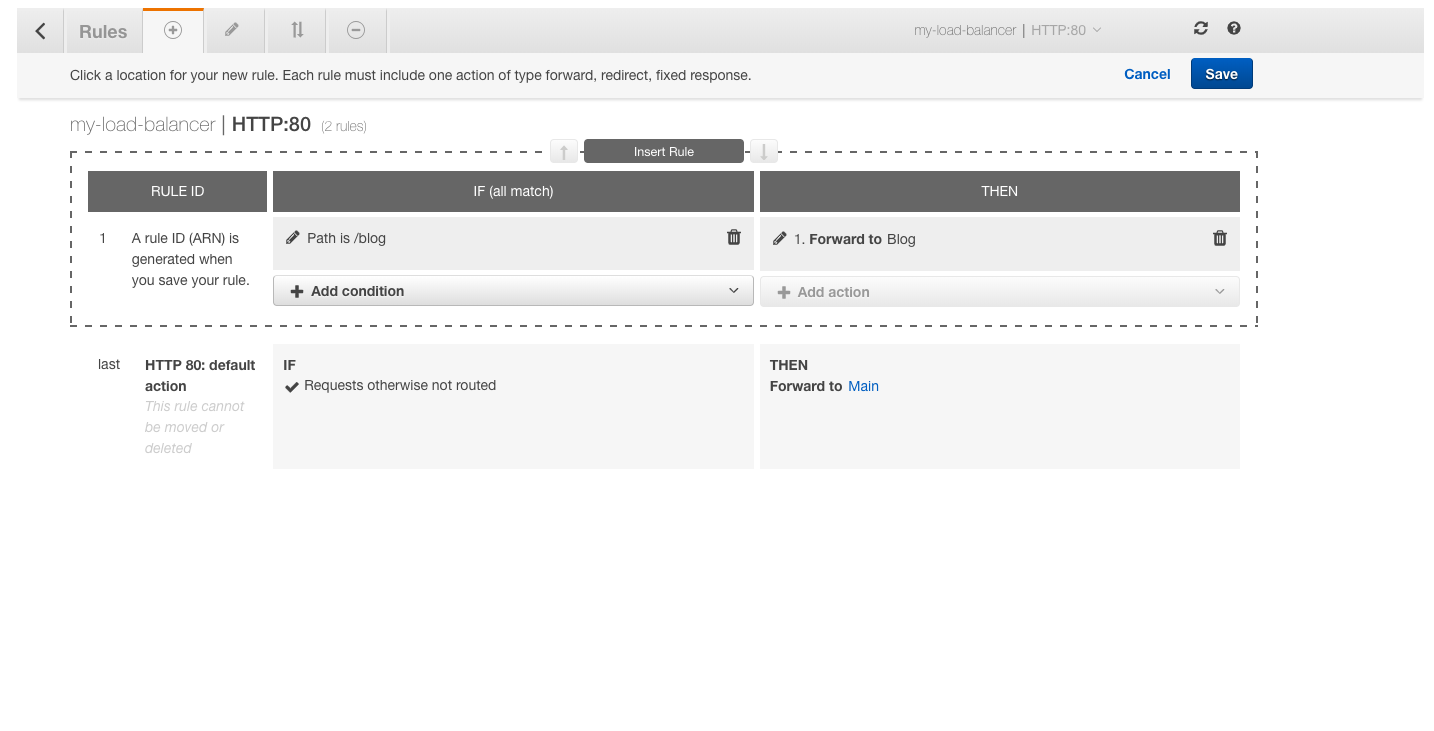 Rules
my-load-balancer | HTTP:80
Click a location for your new rule. Each rule must include one action of type forward, redirect, fixed response.
Cancel
Save
my-load-balancer | HTTP:80 (2 rules)
Insert Rule
RULE ID
IF (all match)
THEN
1
A rule ID (ARN) is
generated when
you save your rule.
Path is /blog
Add condition
1. Forward to Blog
Add action
last
HTTP 80: default
action
This rule cannot
be moved or
deleted
IF
Requests otherwise not routed
THEN
Forward to Main